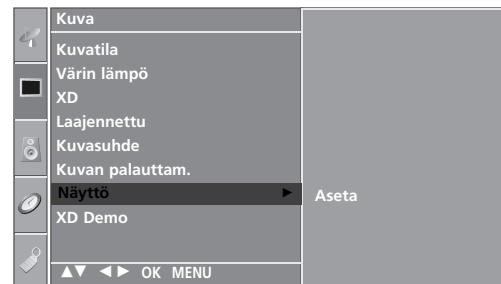 Kuva
Kuvatila
Värin lämpö
XD
Laajennettu
Kuvasuhde
Kuvan palauttam.
Näyttö ► Aseta
XD Demo
▲▼ ◄► OK MENU